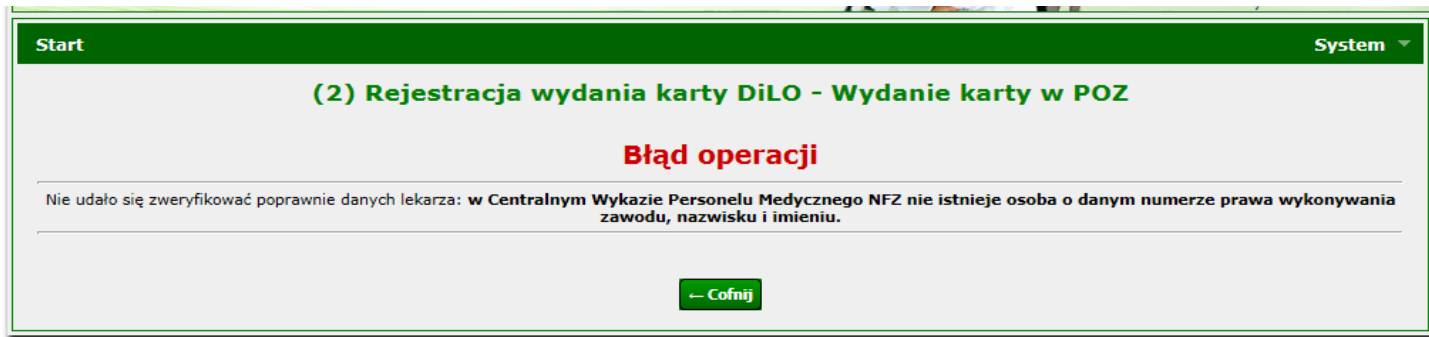 Start
System
(2) Rejestracja wydania karty DiLO - Wydanie karty w POZ
Błąd operacji
Nie udało się zweryfikować poprawnie danych lekarza: w Centralnym Wykazie Personelu Medycznego NFZ nie istnieje osoba o danym numerze prawa wykonywania
zawodu, nazwisku i imieniu.
← Cofnij